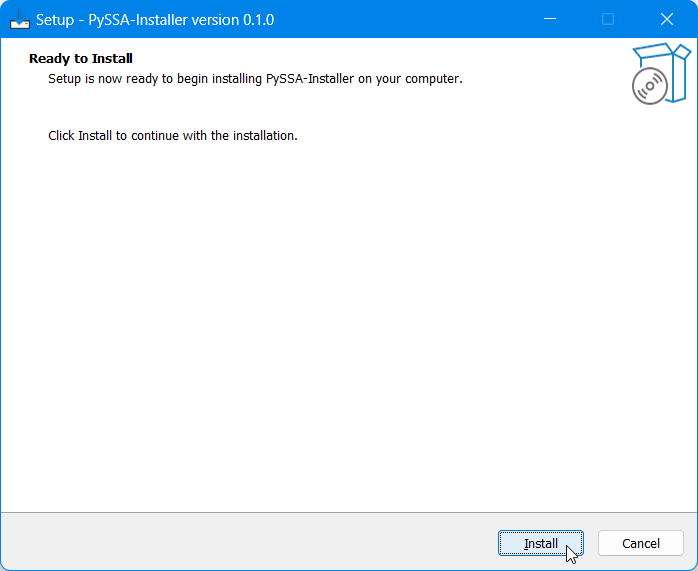 Setup - PySSA-Installer version 0.1.0
Ready to Install
Setup is now ready to begin installing PySSA-Installer on your computer.
Click Install to continue with the installation.
Install
Cancel